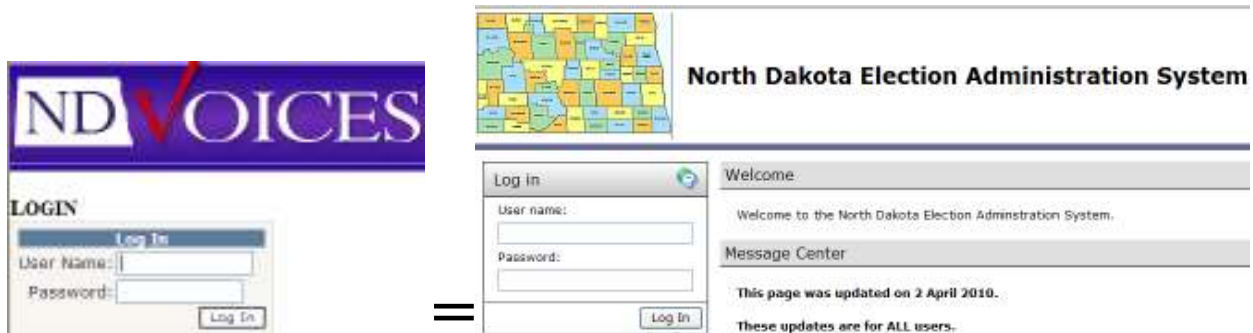 ND VOICES
LOGIN
Log In
User Name:
Password:
Log In
=
North Dakota Election Administration System
Log in
User name:
Password:
Log In
Welcome
Welcome to the North Dakota Election Adminstration System.
Message Center
This page was updated on 2 April 2010.
These updates are for ALL users.